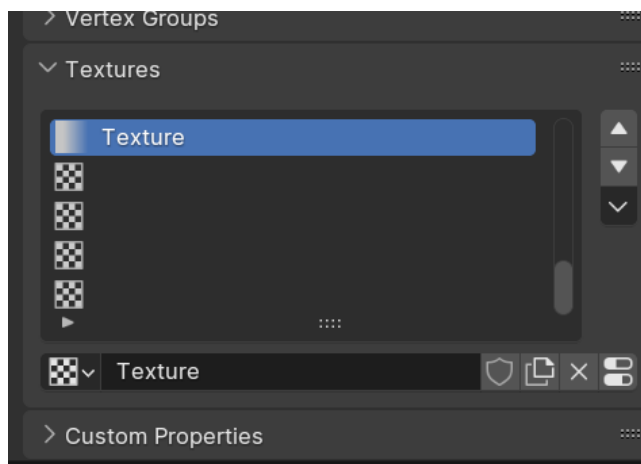 Vertex Groups
Textures
Texture
Texture
Custom Properties